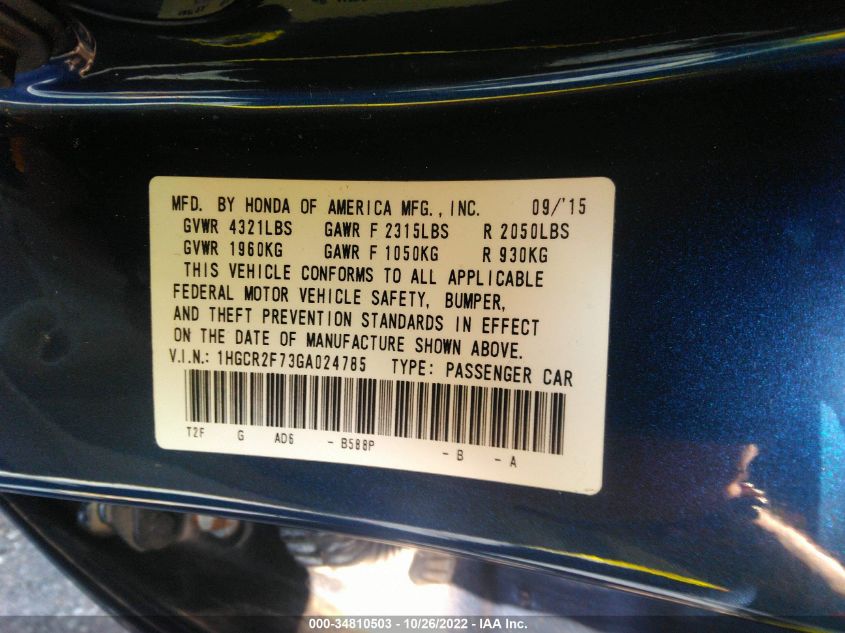 MFD. BY HONDA OF AMERICA MFG., INC. 09/'15
GVWR 4321LBS GAWR F 2315LBS R 2050LBS
GVWR 1960KG GAWR F 1050KG R 930KG
THIS VEHICLE CONFORMS TO ALL APPLICABLE
FEDERAL MOTOR VEHICLE SAFETY, BUMPER,
AND THEFT PREVENTION STANDARDS IN EFFECT
ON THE DATE OF MANUFACTURE SHOWN ABOVE.
V.I.N.: 1HGCR2F73GA024785 TYPE: PASSENGER CAR
T2F G AD6 - B588P - B - A
000-34810503 - 10/26/2022 - IAA Inc.